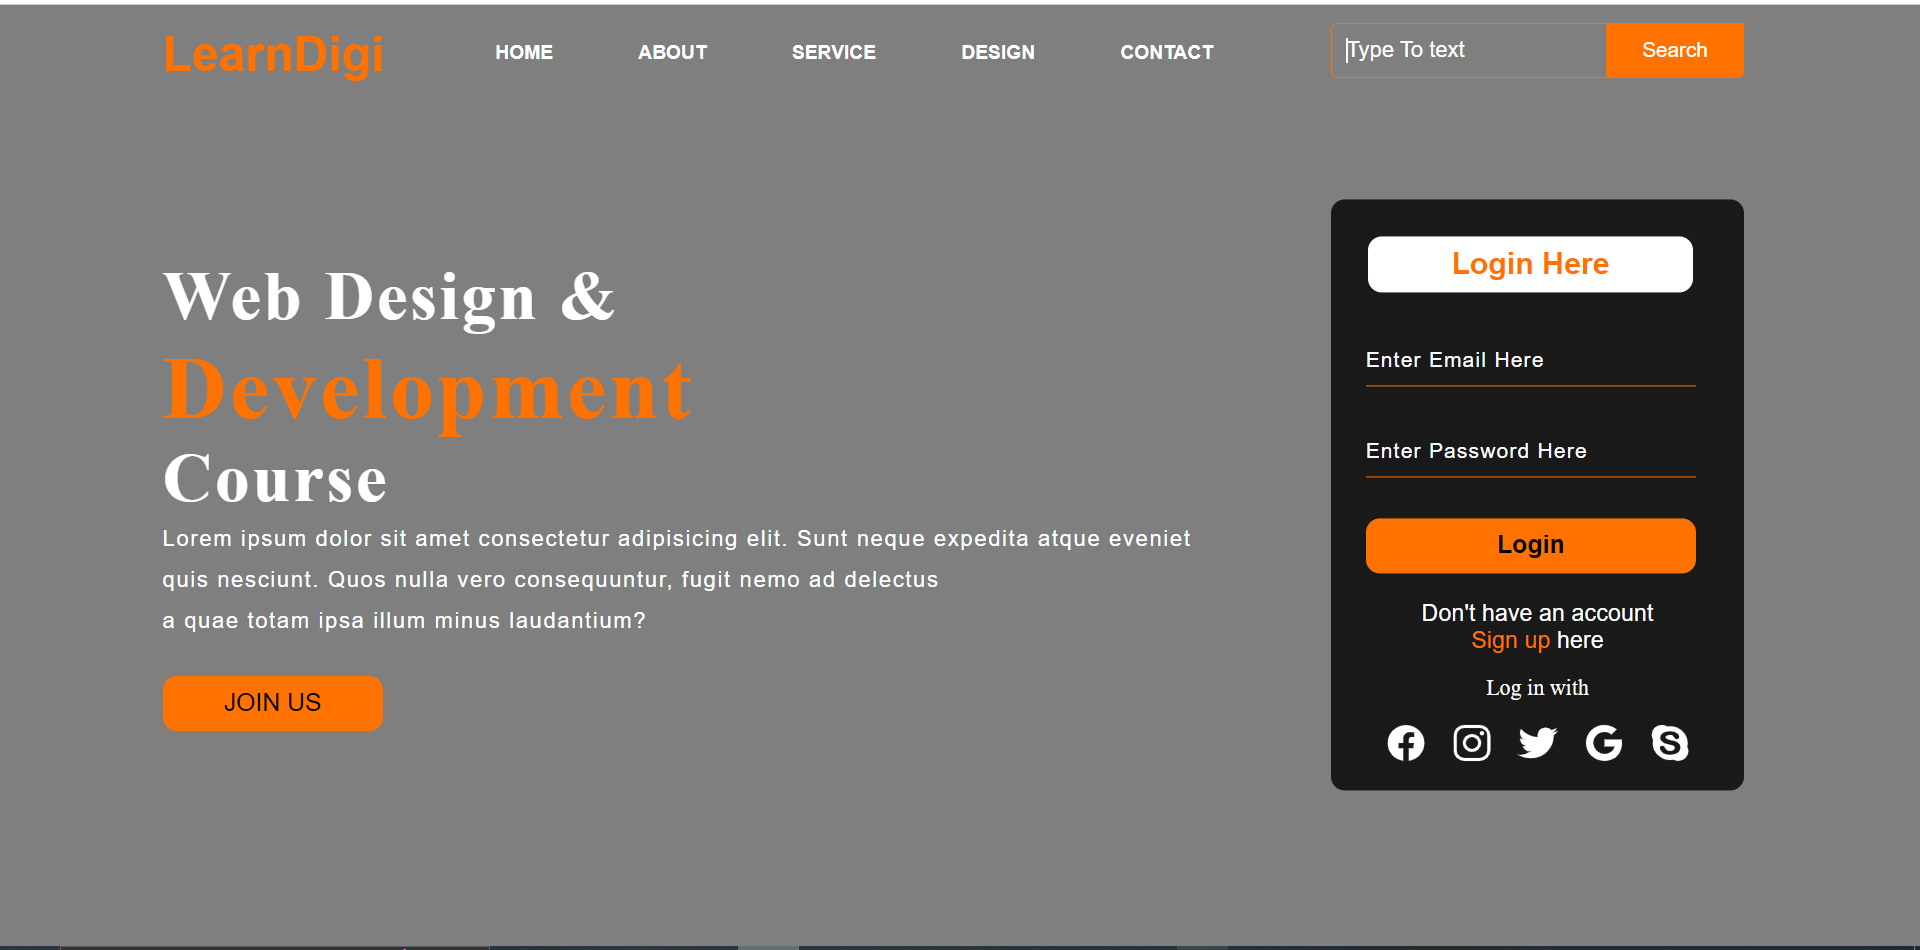 LearnDigi
HOME ABOUT SERVICE DESIGN CONTACT
Type To text Search
Web Design &
Development
Course
Lorem ipsum dolor sit amet consectetur adipisicing elit. Sunt neque expedita atque eveniet
quis nesciunt. Quos nulla vero consequuntur, fugit nemo ad delectus
a quae totam ipsa illum minus laudantium?
JOIN US
Login Here
Enter Email Here
Enter Password Here
Login
Don't have an account
Sign up here
Log in with